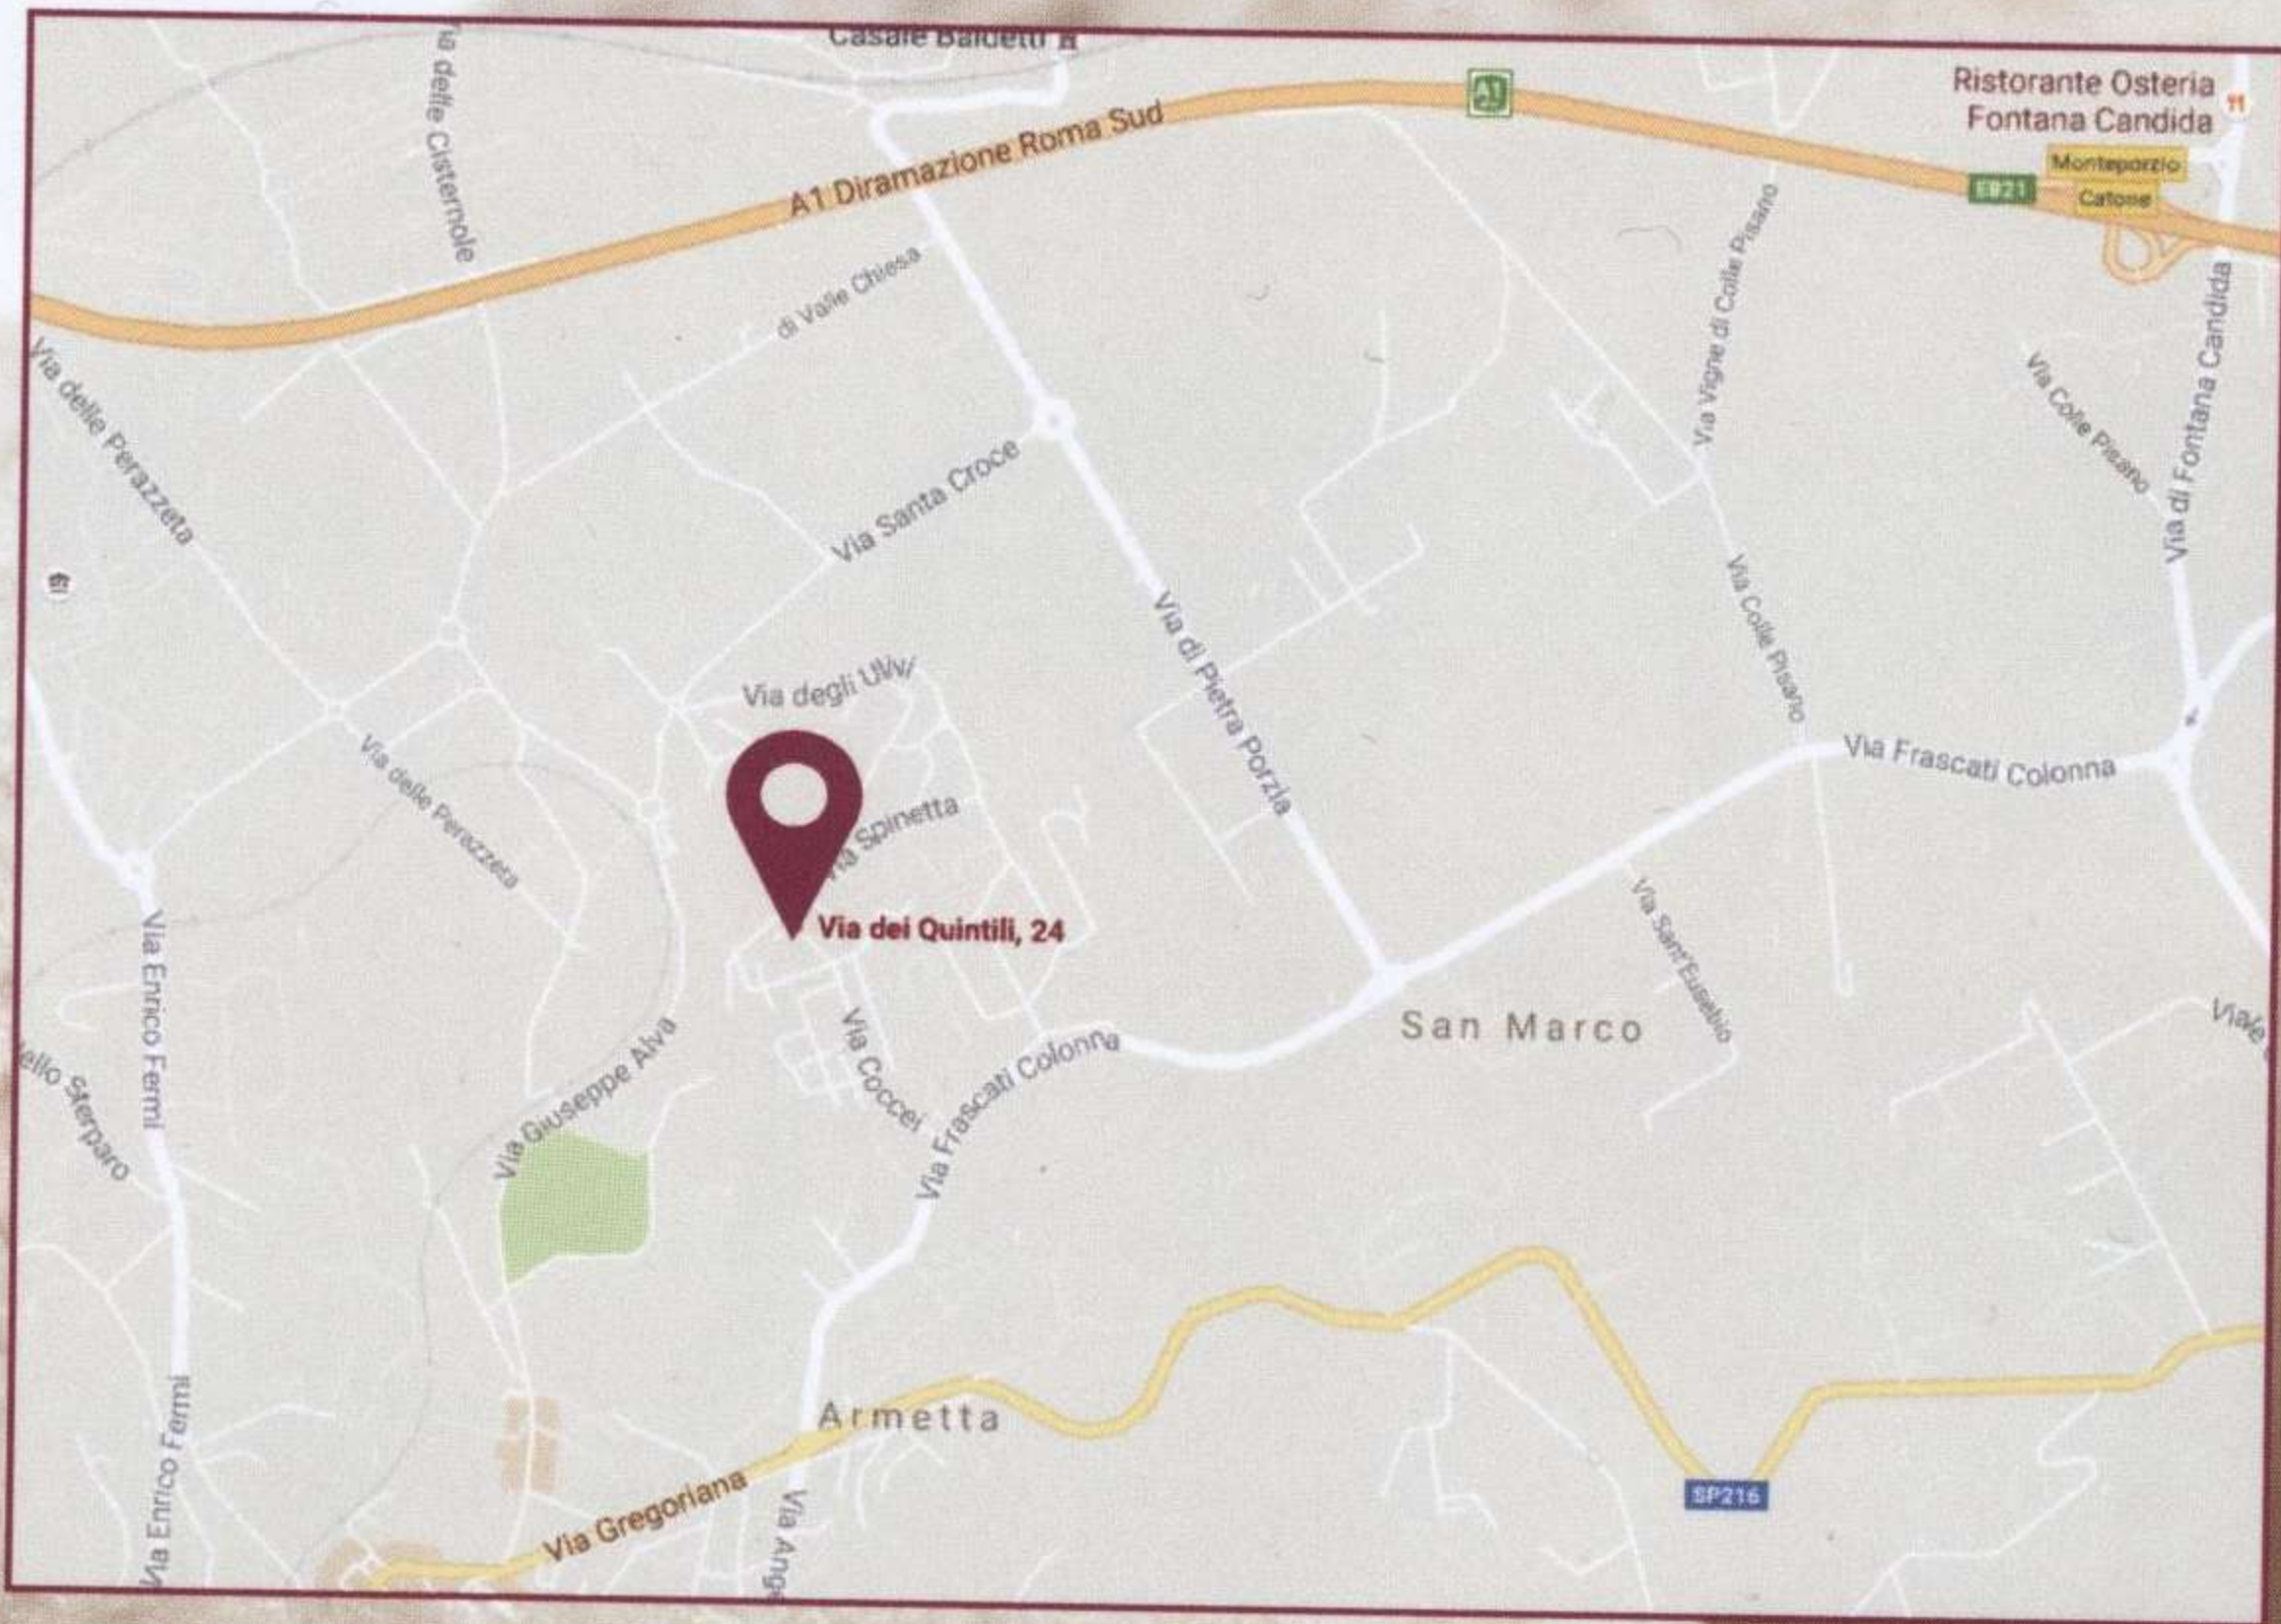 Casale Baldetti
delle Cisternole
A1 Diramazione Roma Sud
A1
Ristorante Osteria
Fontana Candida
Monteporzio
Catone
E821
di Valle Chiesa
Via Vigne di Colle Pisano
Via Colle Pisano
Via di Fontana Candida
Via delle Perazzeta
Via Santa Croce
Via di Pietra Porzia
Via Colle Pisano
Via degli Ulivi
Via delle Perazzeta
Via Spinetta
Via Frascati Colonna
Via dei Quintili, 24
Via Sant'Eusebio
Via Enrico Fermi
San Marco
Viale
Via Giuseppe Alva
Via Coccei
Via Frascati Colonna
ello Sterparo
Armetta
Via Enrico Fermi
Via Gregoriana
Via Ang
SP216